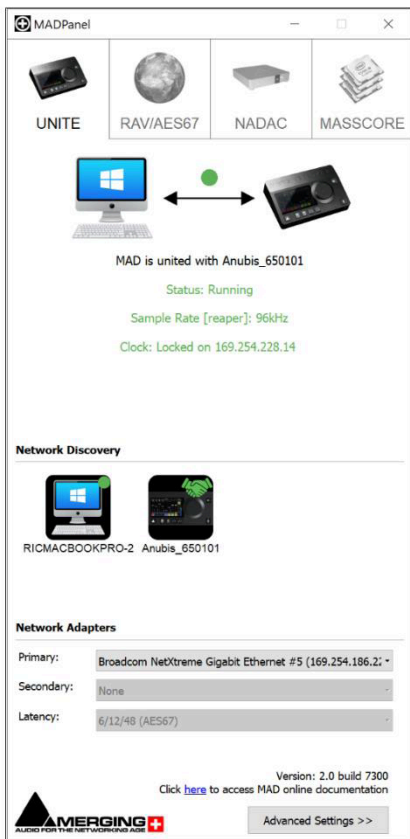 MADPanel
UNITE
RAV/AES67
NADAC
MASSCORE
MAD is united with Anubis_650101
Status: Running
Sample Rate [reaper]: 96kHz
Clock: Locked on 169.254.228.14
Network Discovery
RICMACBOOKPRO-2 Anubis_650101
Network Adapters
Primary: Broadcom NetXtreme Gigabit Ethernet #5 (169.254.186.2
Secondary: None
Latency: 6/12/48 (AES67)
Version: 2.0 build 7300
Click here to access MAD online documentation
MERGING
AUDIO FOR THE NETWORKING AGE
Advanced Settings >>